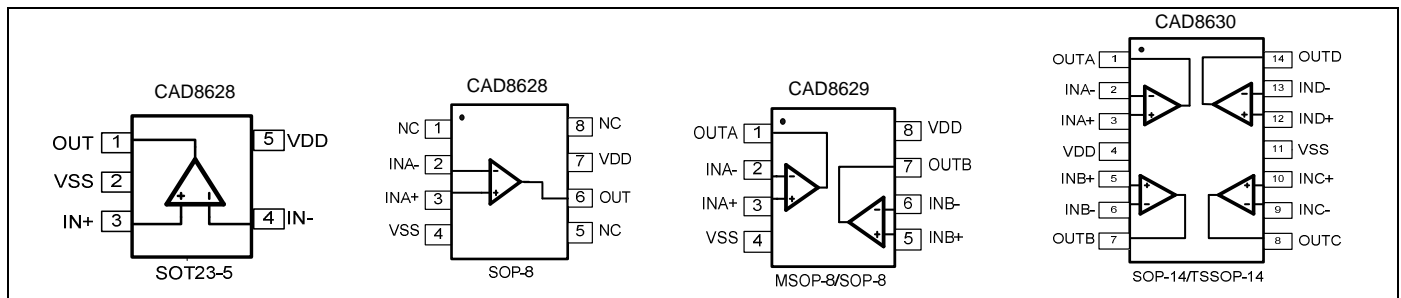 CAD8628
OUT 1 5 VDD
VSS 2
IN+ 3 4 IN-
+ -
SOT23-5
CAD8628
NC 1 8 NC
INA- 2 7 VDD
INA+ 3 6 OUT
VSS 4 5 NC
-
+
SOP-8
CAD8629
OUTA 1 8 VDD
INA- 2 7 OUTB
INA+ 3 6 INB-
VSS 4 5 INB+
- -
+ +
MSOP-8/SOP-8
CAD8630
OUTA 1 14 OUTD
INA- 2 13 IND-
INA+ 3 12 IND+
VDD 4 11 VSS
INB+ 5 10 INC+
INB- 6 9 INC-
OUTB 7 8 OUTC
- -
+ +
+ +
- -
SOP-14/TSSOP-14